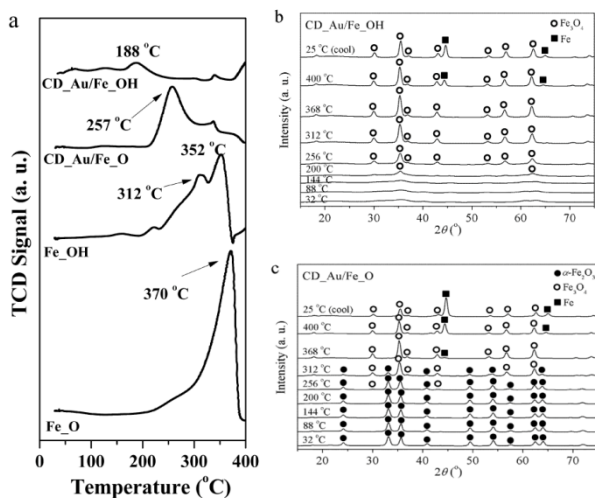 a
188 °C
CD_Au/Fe_OH
257 °C
CD_Au/Fe_O
352 °C
312 °C
Fe_OH
370 °C
Fe_O
TCD Signal (a. u.)
0 100 200 300 400
Temperature (°C)
b
CD_Au/Fe_OH
Fe3O4
Fe
25 °C (cool)
400 °C
368 °C
312 °C
256 °C
200 °C
144 °C
88 °C
32 °C
Intensity (a. u.)
20 30 40 50 60 70
2θ (°)
c
CD_Au/Fe_O
α-Fe2O3
Fe3O4
Fe
25 °C (cool)
400 °C
368 °C
312 °C
256 °C
200 °C
144 °C
88 °C
32 °C
Intensity (a. u.)
20 30 40 50 60 70
2θ (°)